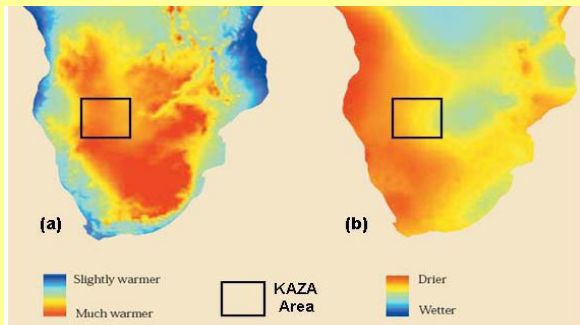 (a)
(b)
Slightly warmer
Much warmer
KAZA
Area
Drier
Wetter